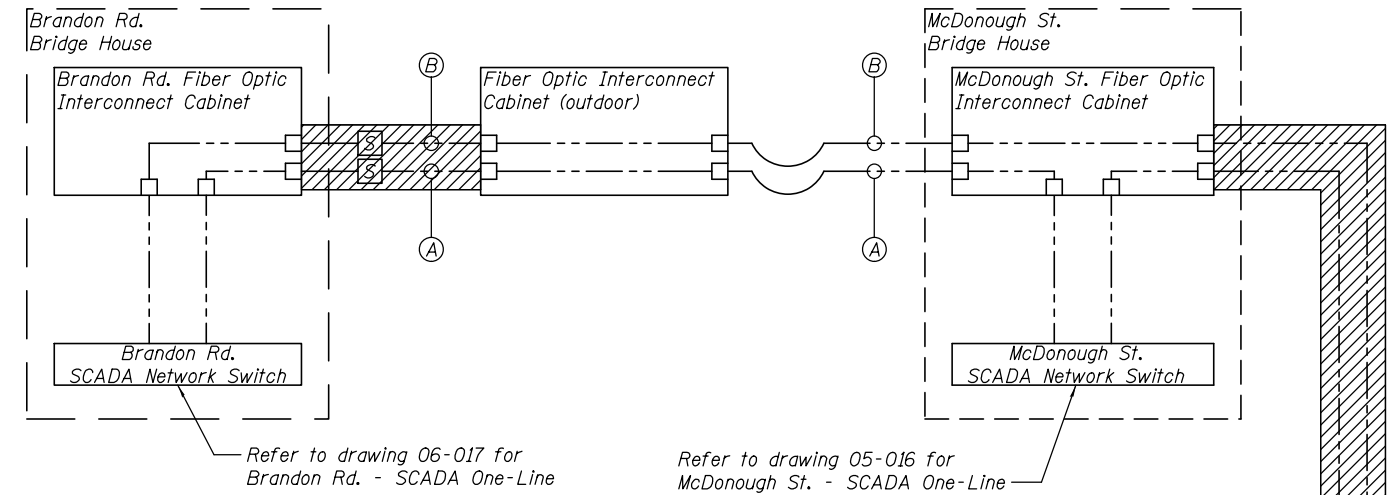 Brandon Rd.
Bridge House
Brandon Rd. Fiber Optic
Interconnect Cabinet
S
S
B
A
Fiber Optic Interconnect
Cabinet (outdoor)
B
A
McDonough St.
Bridge House
McDonough St. Fiber Optic
Interconnect Cabinet
Brandon Rd.
SCADA Network Switch
McDonough St.
SCADA Network Switch
Refer to drawing 06-017 for
Brandon Rd. - SCADA One-Line
Refer to drawing 05-016 for
McDonough St. - SCADA One-Line